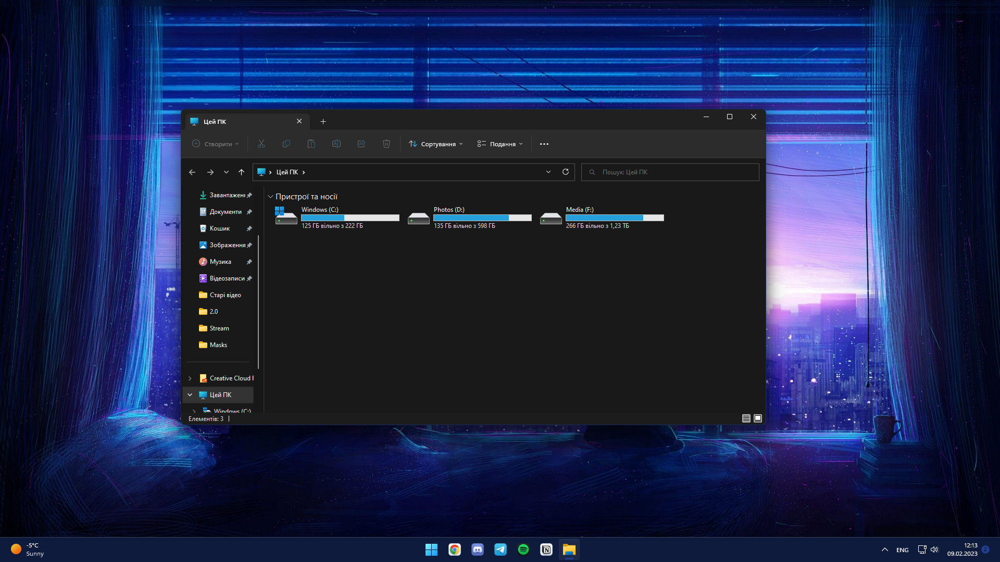 Цей ПК
Створити
Сортування
Подання
Цей ПК
Пошук: Цей ПК
Завантажен
Документи
Кошик
Зображення
Музика
Відеозаписи
Старі відео
2.0
Stream
Masks
Creative Cloud F
Цей ПК
Windows (C:)
Пристрої та носії
Windows (C:)
125 ГБ вільно з 222 ГБ
Photos (D:)
135 ГБ вільно з 598 ГБ
Media (F:)
266 ГБ вільно з 1,23 ТБ
Елементів: 3
-5°C
Sunny
ENG
12:13
09.02.2023
2